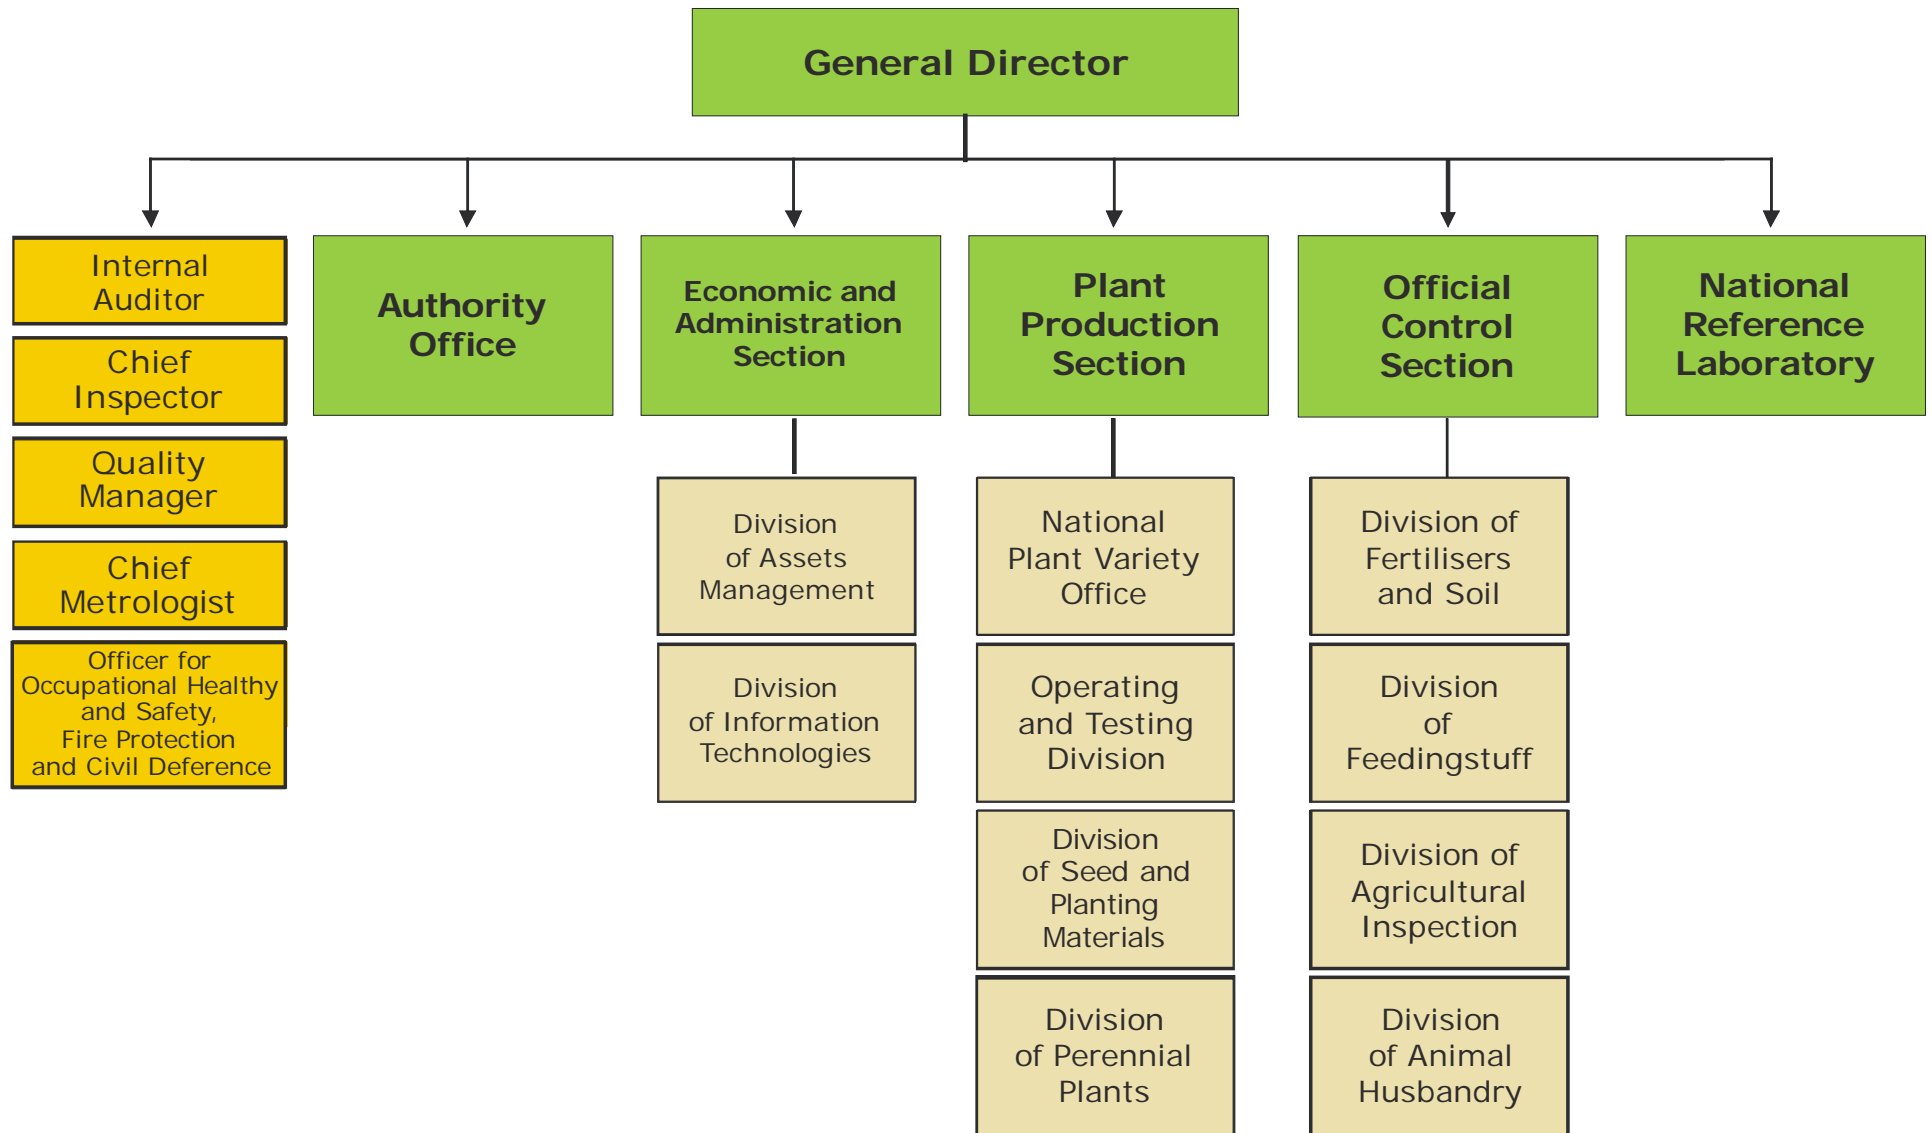 General Director
Internal
Auditor
Chief
Inspector
Quality
Manager
Chief
Metrologist
Officer for
Occupational Healthy
and Safety,
Fire Protection
and Civil Deference
Authority
Office
Economic and
Administration
Section
Division
of Assets
Management
Division
of Information
Technologies
Plant
Production
Section
National
Plant Variety
Office
Operating
and Testing
Division
Division
of Seed and
Planting
Materials
Division
of Perennial
Plants
Official
Control
Section
Division of
Fertilisers
and Soil
Division
of
Feedingstuff
Division of
Agricultural
Inspection
Division
of Animal
Husbandry
National
Reference
Laboratory